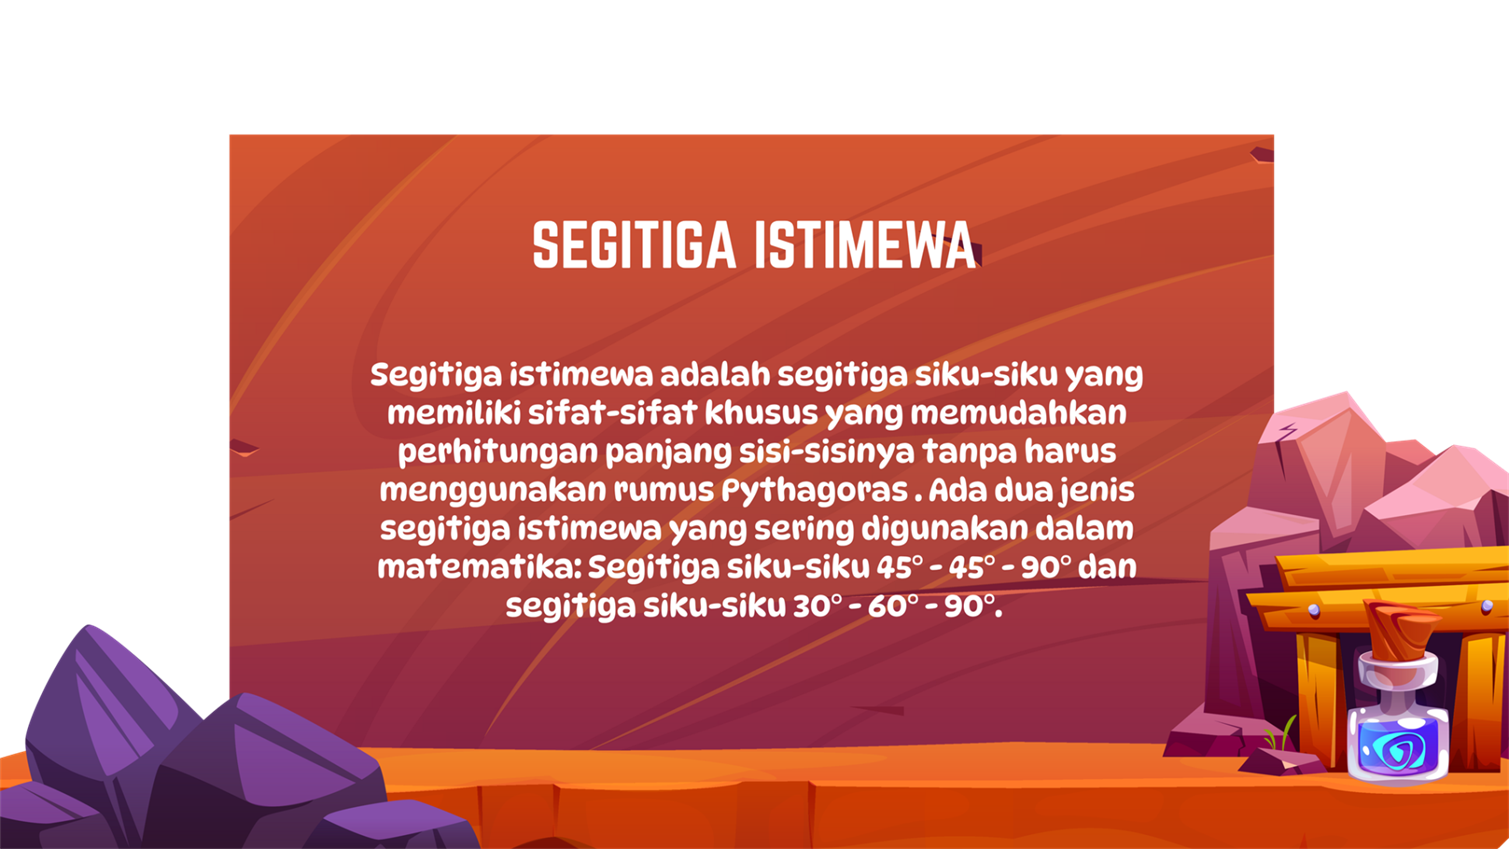 SEGITIGA ISTIMEWA
Segitiga istimewa adalah segitiga siku-siku yang
memiliki sifat-sifat khusus yang memudahkan
perhitungan panjang sisi-sisinya tanpa harus
menggunakan rumus Pythagoras . Ada dua jenis
segitiga istimewa yang sering digunakan dalam
matematika: Segitiga siku-siku 45° - 45° - 90° dan
segitiga siku-siku 30° - 60° - 90°.